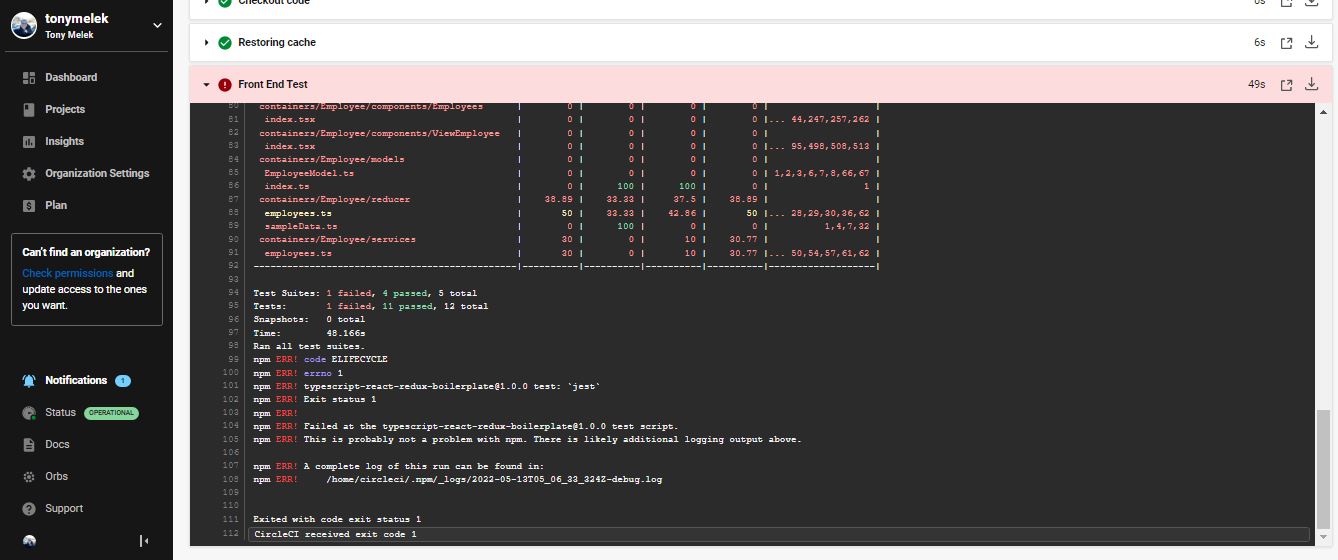 tonymelek
Tony Melek
Dashboard
Projects
Insights
Organization Settings
Plan
Can't find an organization?
Check permissions and
update access to the ones
you want.
Notifications 1
Status OPERATIONAL
Docs
Orbs
Support
Checkout code 0s
Restoring cache 6s
Front End Test 49s
80 containers/Employee/components/Employees | 0 | 0 | 0 | 0 | |
81 index.tsx | 0 | 0 | 0 | 0 |... 44,247,257,262 |
82 containers/Employee/components/ViewEmployee | 0 | 0 | 0 | 0 | |
83 index.tsx | 0 | 0 | 0 | 0 |... 95,498,508,513 |
84 containers/Employee/models | 0 | 0 | 0 | 0 | |
85 EmployeeModel.ts | 0 | 0 | 0 | 0 | 1,2,3,6,7,8,66,67 |
86 index.ts | 0 | 100 | 100 | 0 | 1 |
87 containers/Employee/reducer | 38.89 | 33.33 | 37.5 | 38.89 | |
88 employees.ts | 50 | 33.33 | 42.86 | 50 |... 28,29,30,36,62 |
89 sampleData.ts | 0 | 100 | 0 | 0 | 1,4,7,32 |
90 containers/Employee/services | 30 | 0 | 10 | 30.77 | |
91 employees.ts | 30 | 0 | 10 | 30.77 |... 50,54,57,61,62 |
92 -----------------------------------------------|----------|----------|----------|----------|-------------------|
93
94 Test Suites: 1 failed, 4 passed, 5 total
95 Tests: 1 failed, 11 passed, 12 total
96 Snapshots: 0 total
97 Time: 48.166s
98 Ran all test suites.
99 npm ERR! code ELIFECYCLE
100 npm ERR! errno 1
101 npm ERR! typescript-react-redux-boilerplate@1.0.0 test: `jest`
102 npm ERR! Exit status 1
103 npm ERR!
104 npm ERR! Failed at the typescript-react-redux-boilerplate@1.0.0 test script.
105 npm ERR! This is probably not a problem with npm. There is likely additional logging output above.
106
107 npm ERR! A complete log of this run can be found in:
108 npm ERR! /home/circleci/.npm/_logs/2022-05-13T05_06_33_324Z-debug.log
109
110
111 Exited with code exit status 1
112 CircleCI received exit code 1